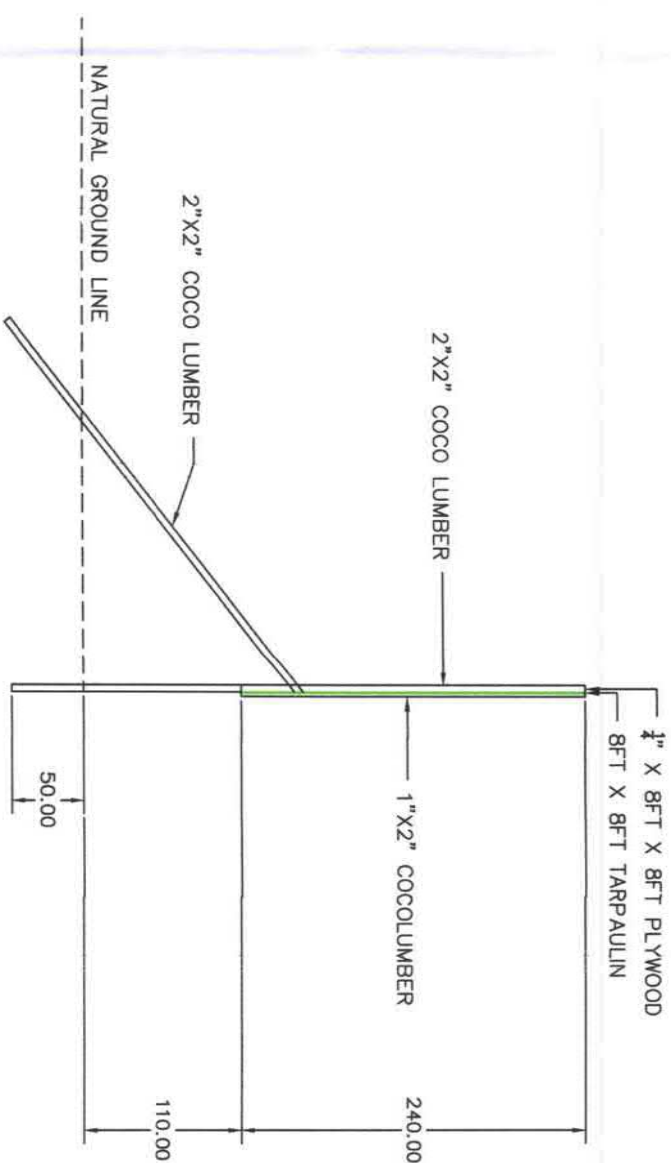 ¼" X 8FT X 8FT PLYWOOD
8FT X 8FT TARPAULIN
2"X2" COCO LUMBER
1"X2" COCOLUMBER
240.00
2"X2" COCO LUMBER
110.00
NATURAL GROUND LINE
50.00